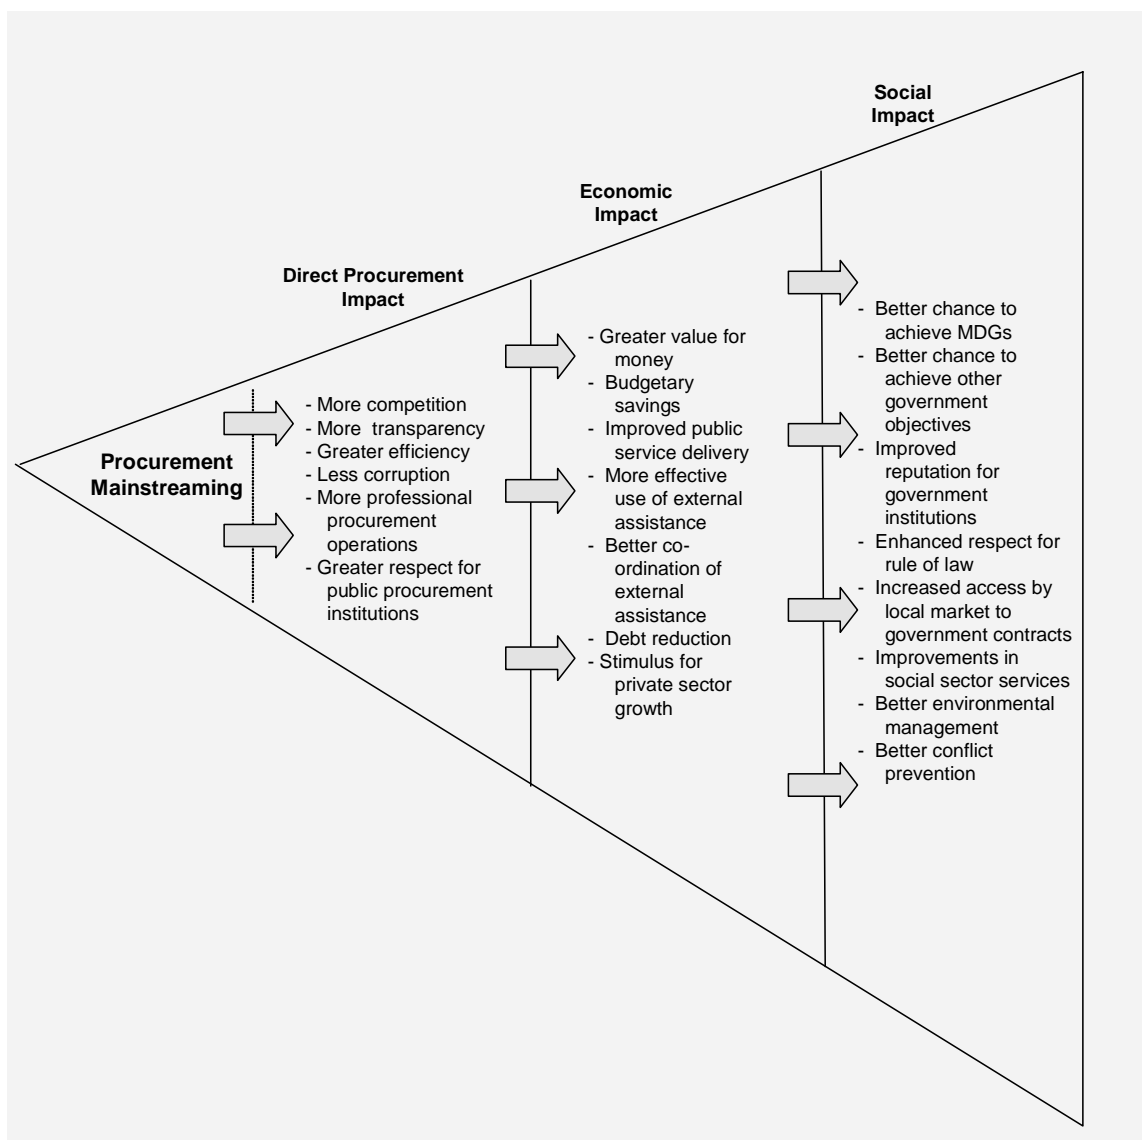 Social
Impact
Economic
Impact
Direct Procurement
Impact
Procurement
Mainstreaming
- More competition
- More transparency
- Greater efficiency
- Less corruption
- More professional
procurement
operations
- Greater respect for
public procurement
institutions
- Greater value for
money
- Budgetary
savings
- Improved public
service delivery
- More effective
use of external
assistance
- Better co-
ordination of
external
assistance
- Debt reduction
- Stimulus for
private sector
growth
- Better chance to
achieve MDGs
- Better chance to
achieve other
government
objectives
- Improved
reputation for
government
institutions
- Enhanced respect for
rule of law
- Increased access by
local market to
government contracts
- Improvements in
social sector services
- Better environmental
management
- Better conflict
prevention